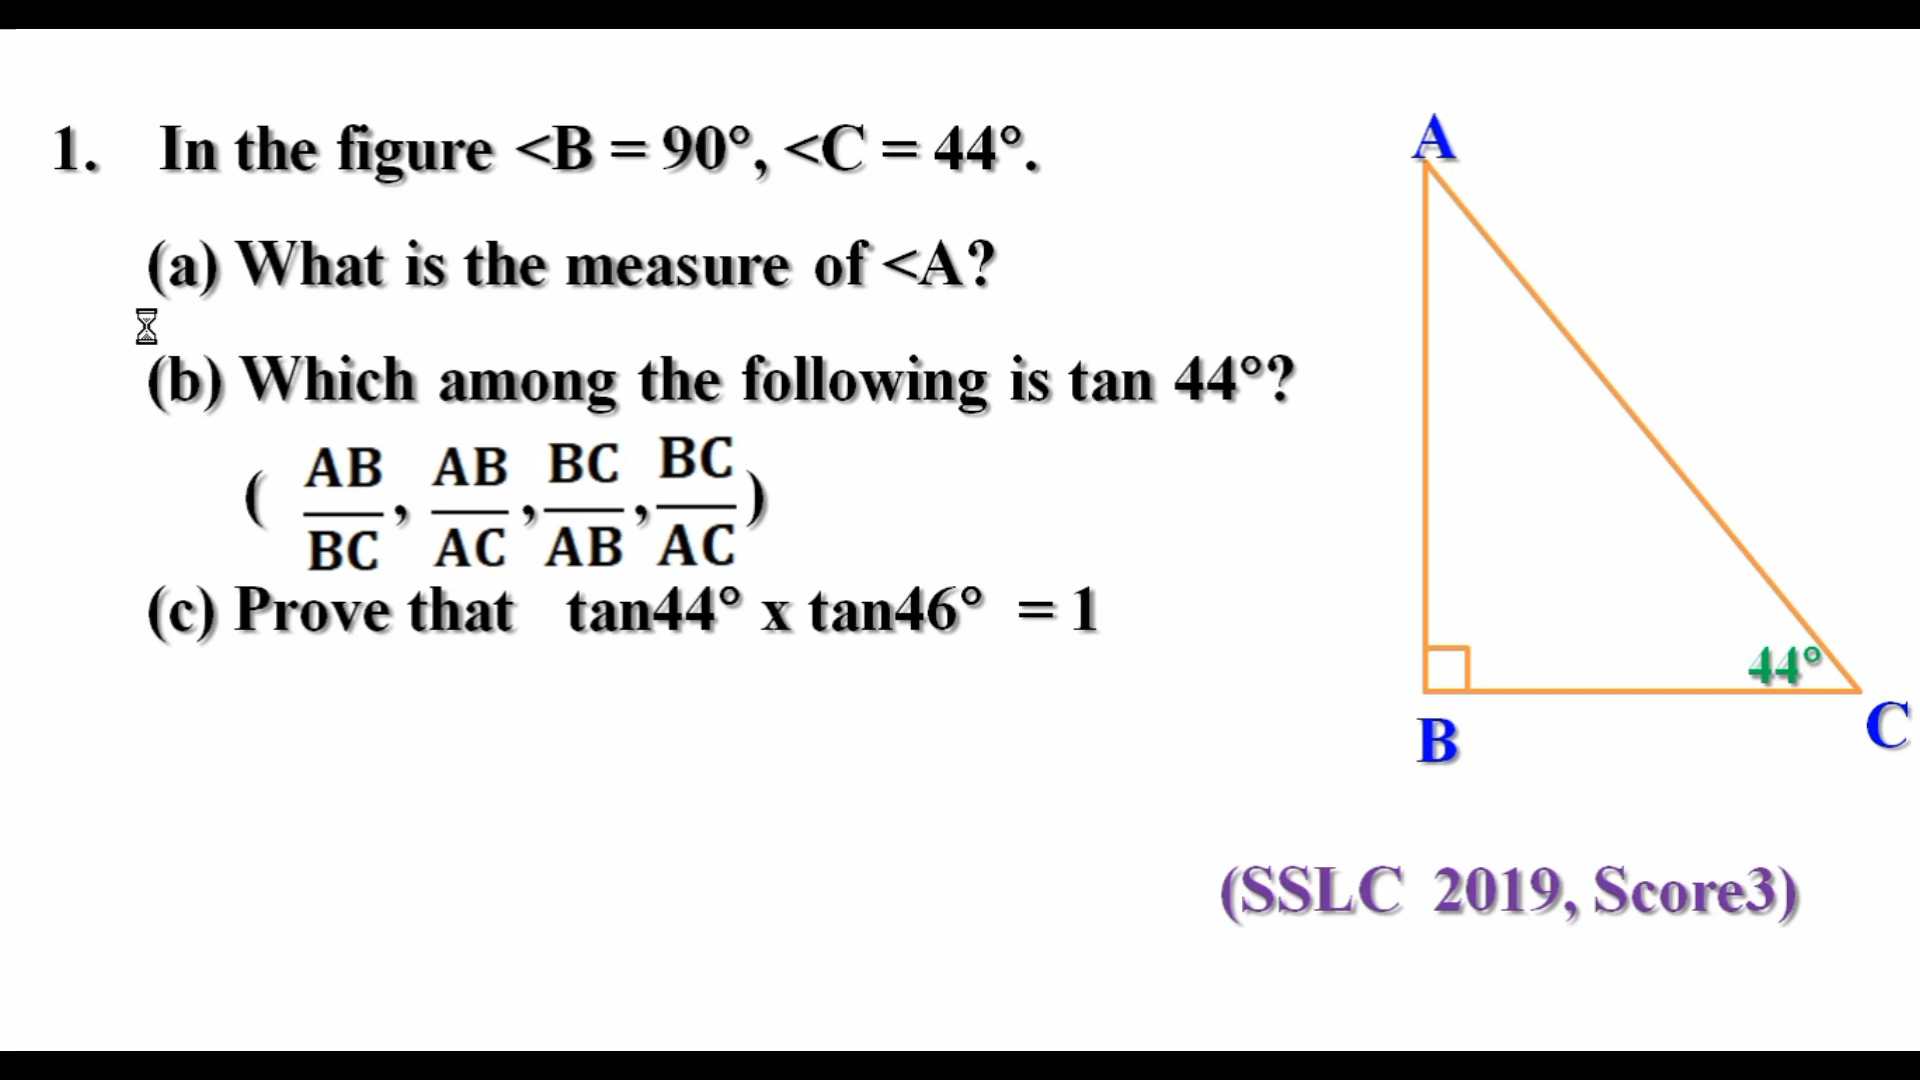 1. In the figure <B = 90°, <C = 44°.
(a) What is the measure of <A?
(b) Which among the following is tan 44°?
( AB/BC, AB/AC, BC/AB, BC/AC )
(c) Prove that tan44° x tan46° = 1
A
44°
B
C
(SSLC 2019, Score3)